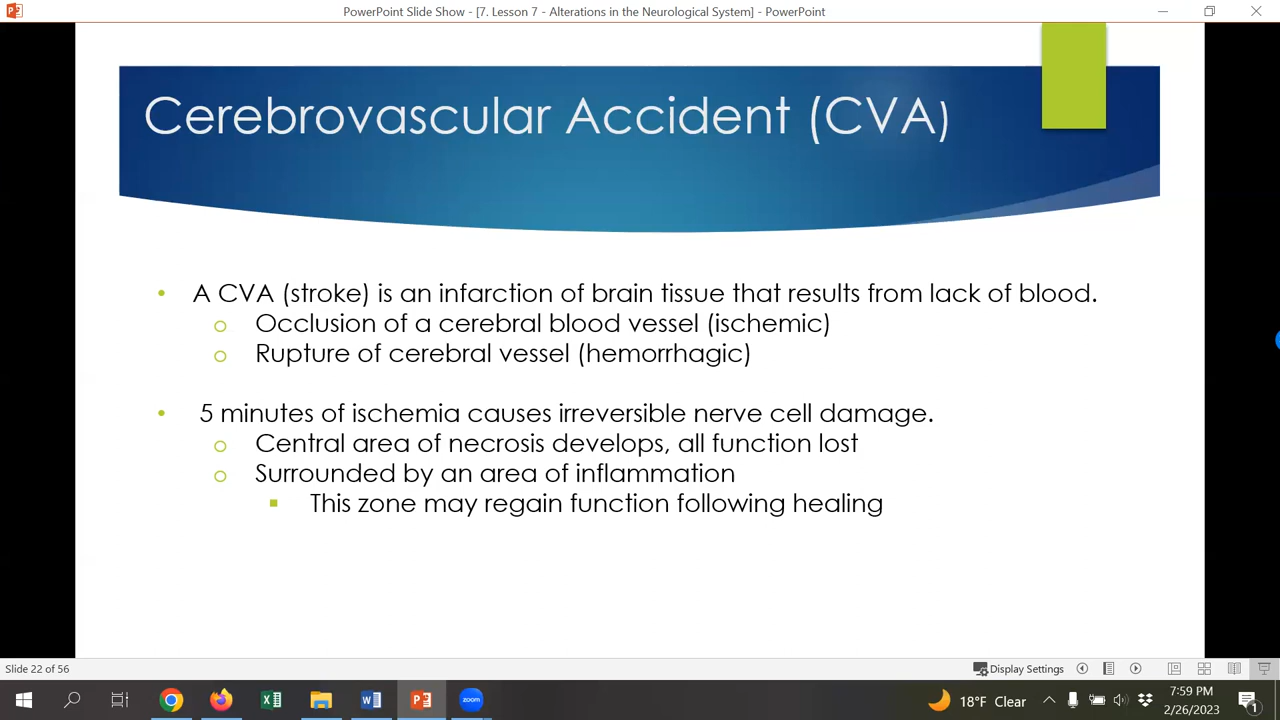 PowerPoint Slide Show - [7. Lesson 7 - Alterations in the Neurological System] - PowerPoint
Cerebrovascular Accident (CVA)
• A CVA (stroke) is an infarction of brain tissue that results from lack of blood.
o Occlusion of a cerebral blood vessel (ischemic)
o Rupture of cerebral vessel (hemorrhagic)
• 5 minutes of ischemia causes irreversible nerve cell damage.
o Central area of necrosis develops, all function lost
o Surrounded by an area of inflammation
▪ This zone may regain function following healing
Slide 22 of 56
Display Settings
zoom
18°F Clear
7:59 PM
2/26/2023
1